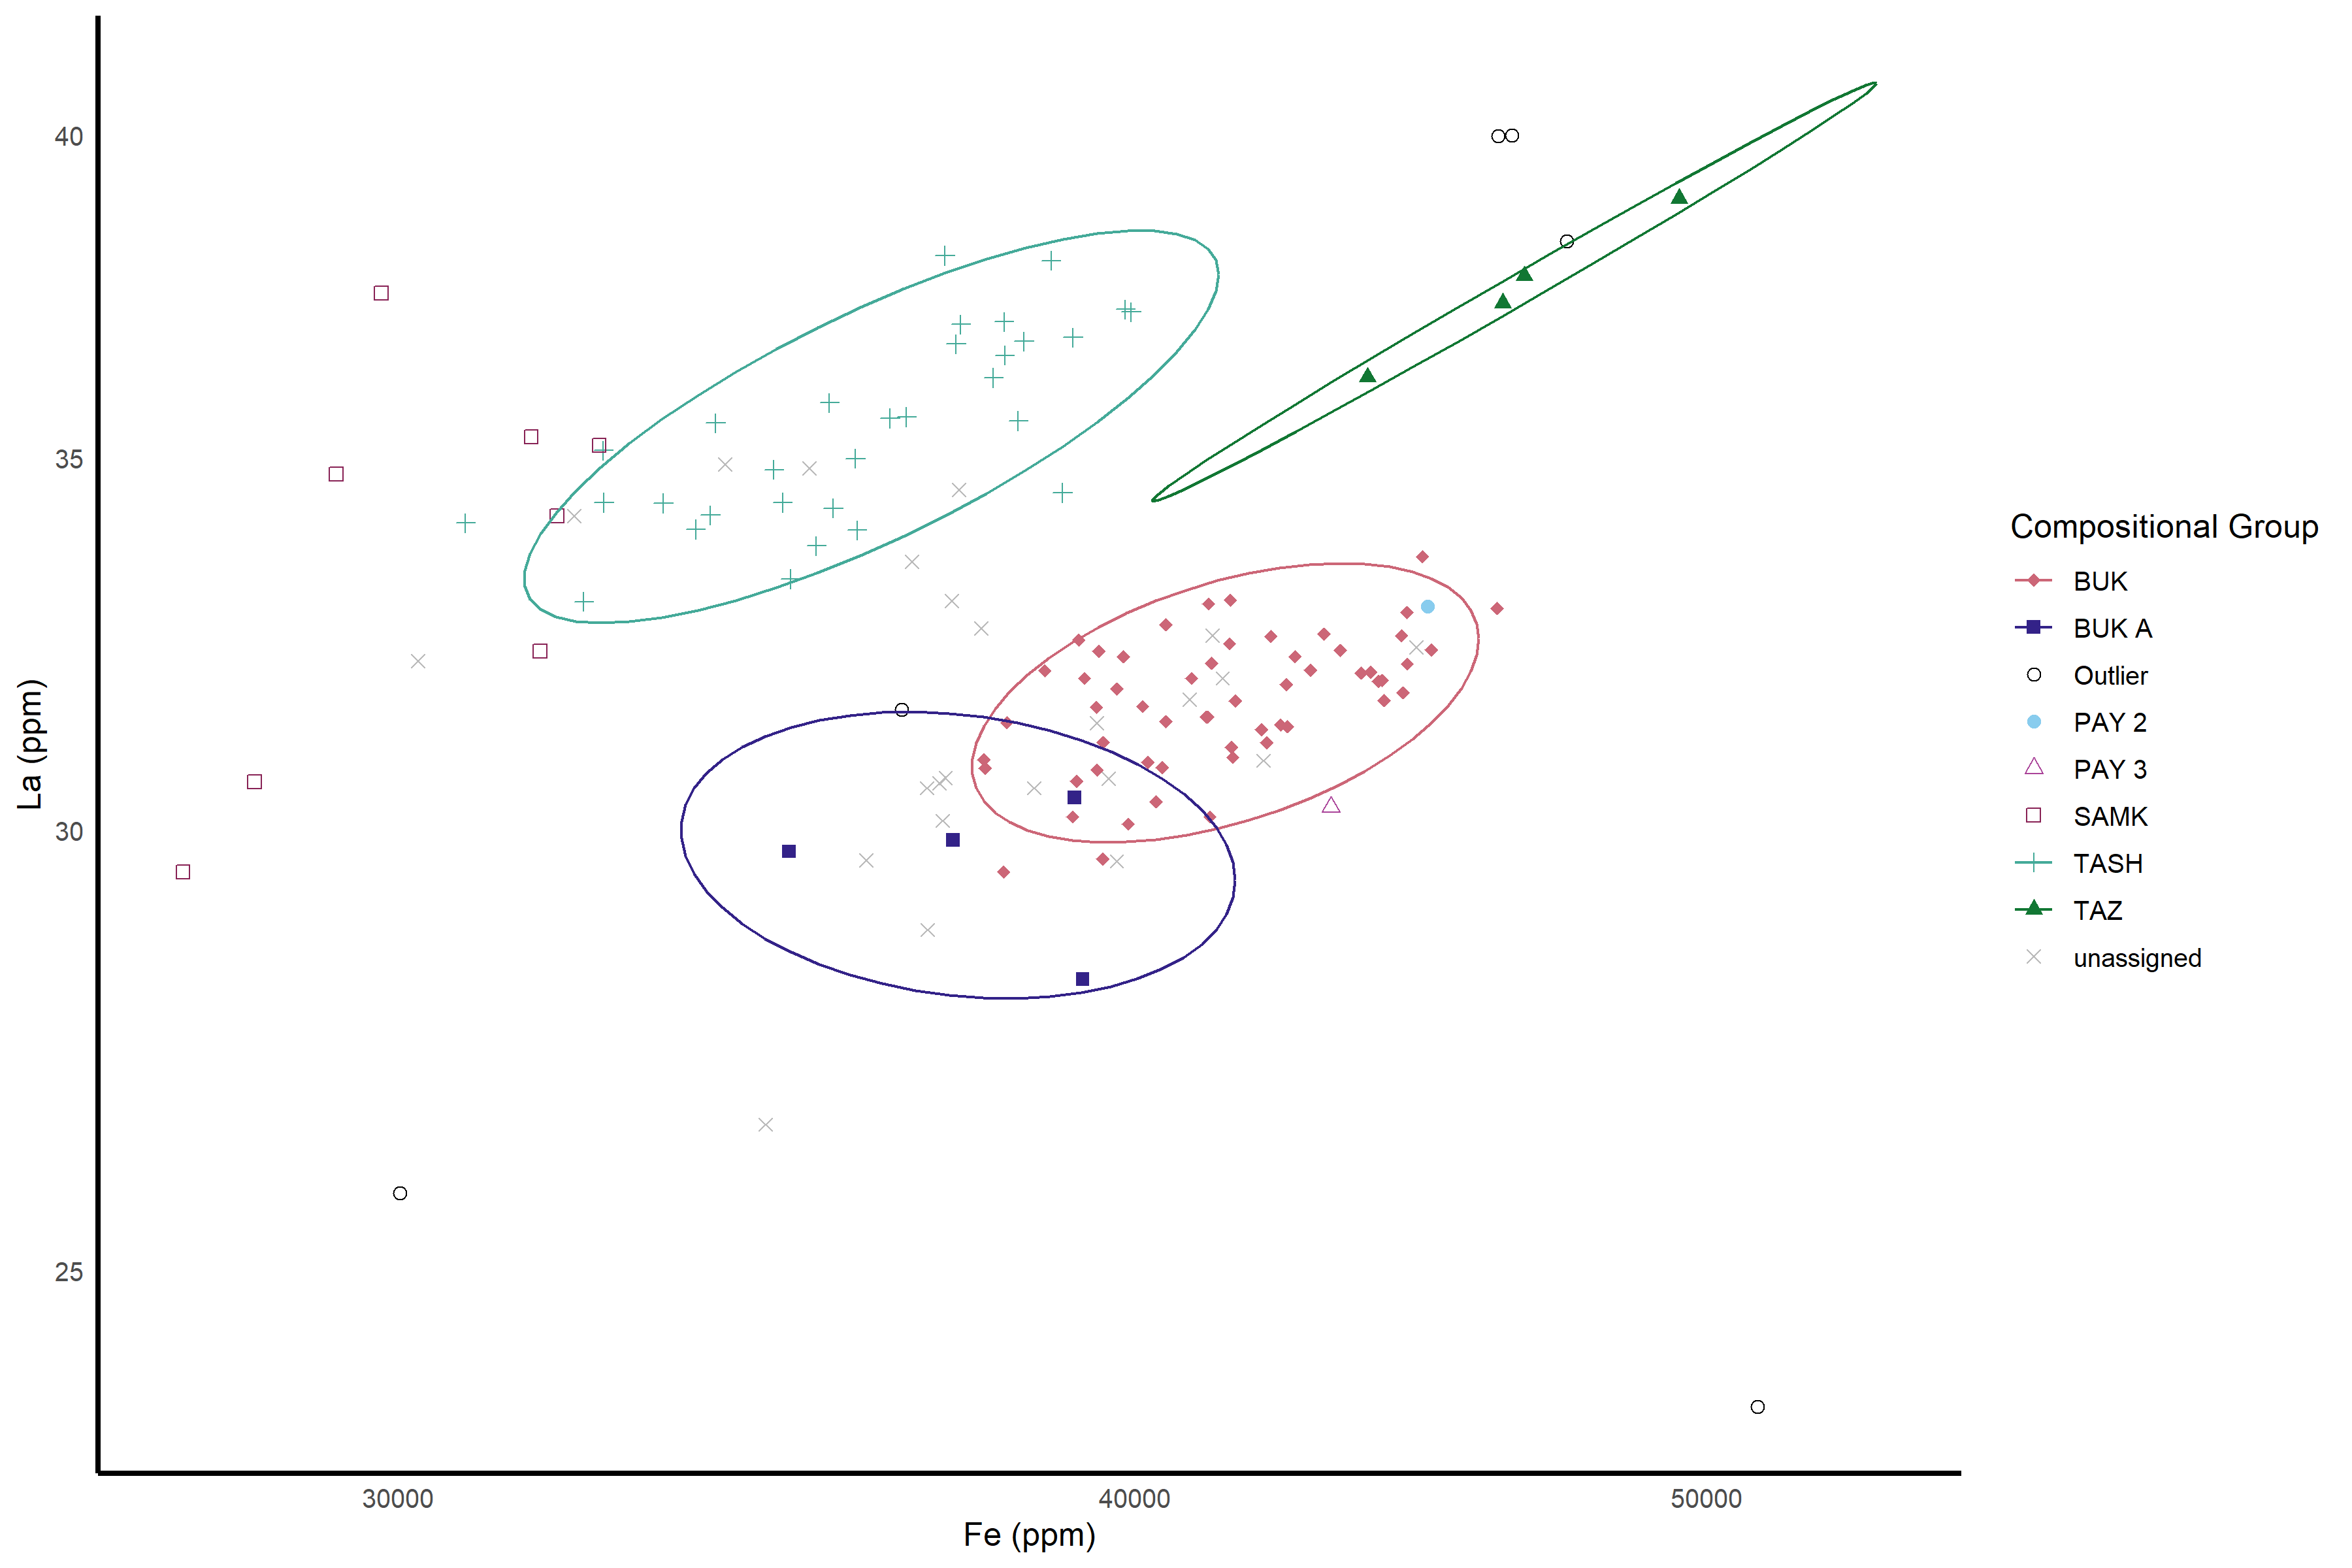 40
35
30
25
La (ppm)
30000 40000 50000
Fe (ppm)
Compositional Group
BUK
BUK A
Outlier
PAY 2
PAY 3
SAMK
TASH
TAZ
unassigned